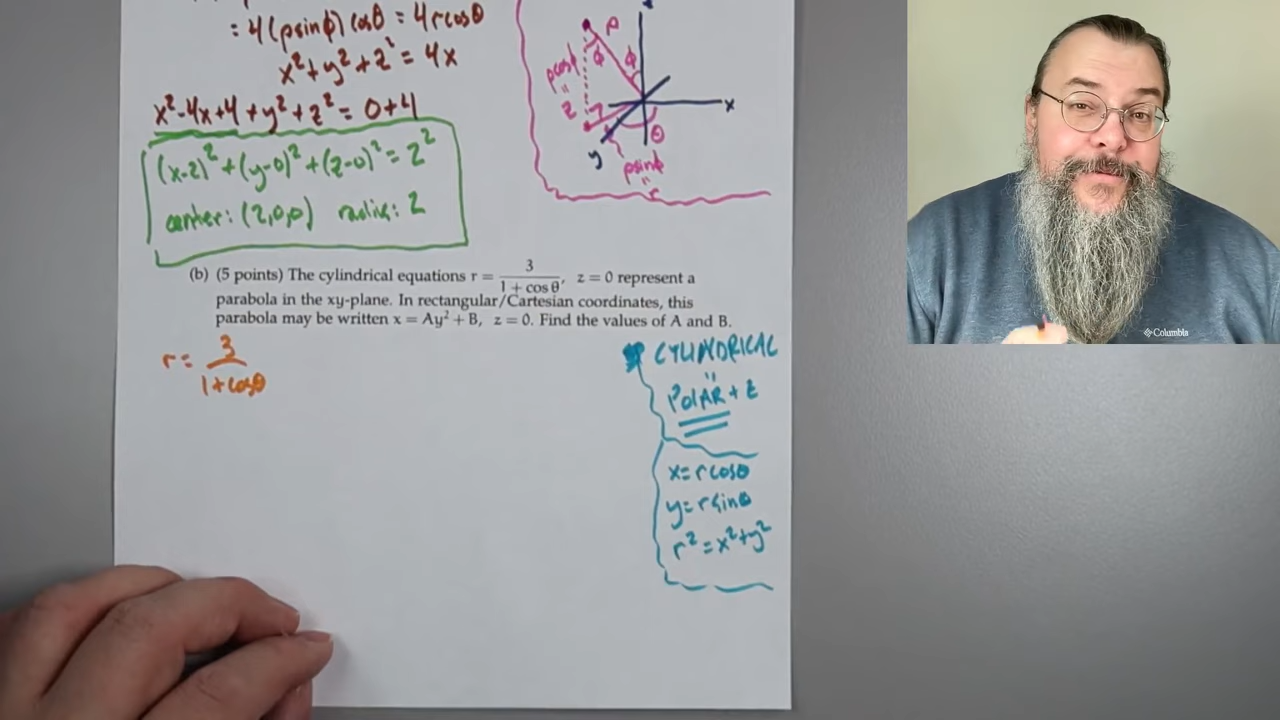 = 4(ρsinϕ)cosθ = 4rcosθ
x²+y²+z² = 4x
x²-4x+4+y²+z² = 0+4
(x-2)²+(y-0)²+(z-0)² = 2²
center: (2,0,0) radius: 2
ρ
ϕ ϕ
ρcosϕ
=
z
x
θ
y
ρsinϕ
=
r
(b) (5 points) The cylindrical equations r = 3/(1 + cos θ), z = 0 represent a
parabola in the xy-plane. In rectangular/Cartesian coordinates, this
parabola may be written x = Ay² + B, z = 0. Find the values of A and B.
r = 3/(1+cosθ)
CYLINDRICAL
=
POLAR + z
x=rcosθ
y=rsinθ
r²=x²+y²
Columbia